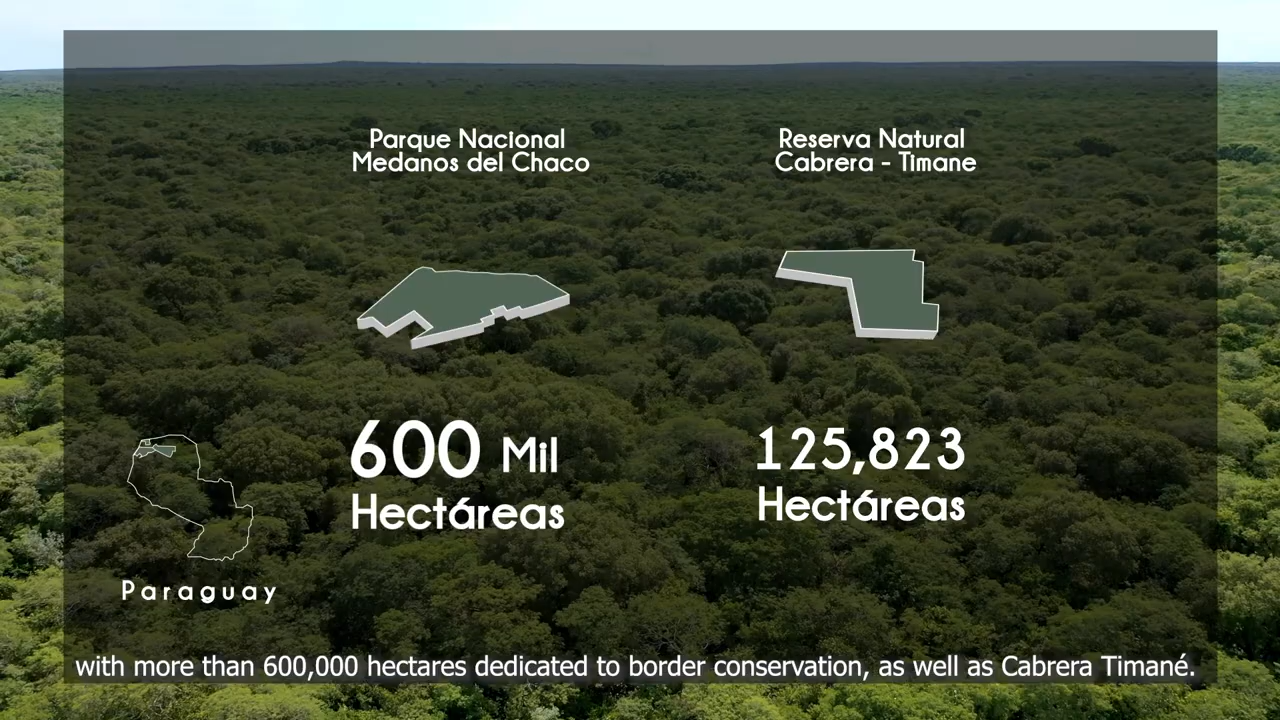 Parque Nacional
Medanos del Chaco
Reserva Natural
Cabrera - Timane
600 Mil
Hectáreas
125,823
Hectáreas
Paraguay
with more than 600,000 hectares dedicated to border conservation, as well as Cabrera Timané.